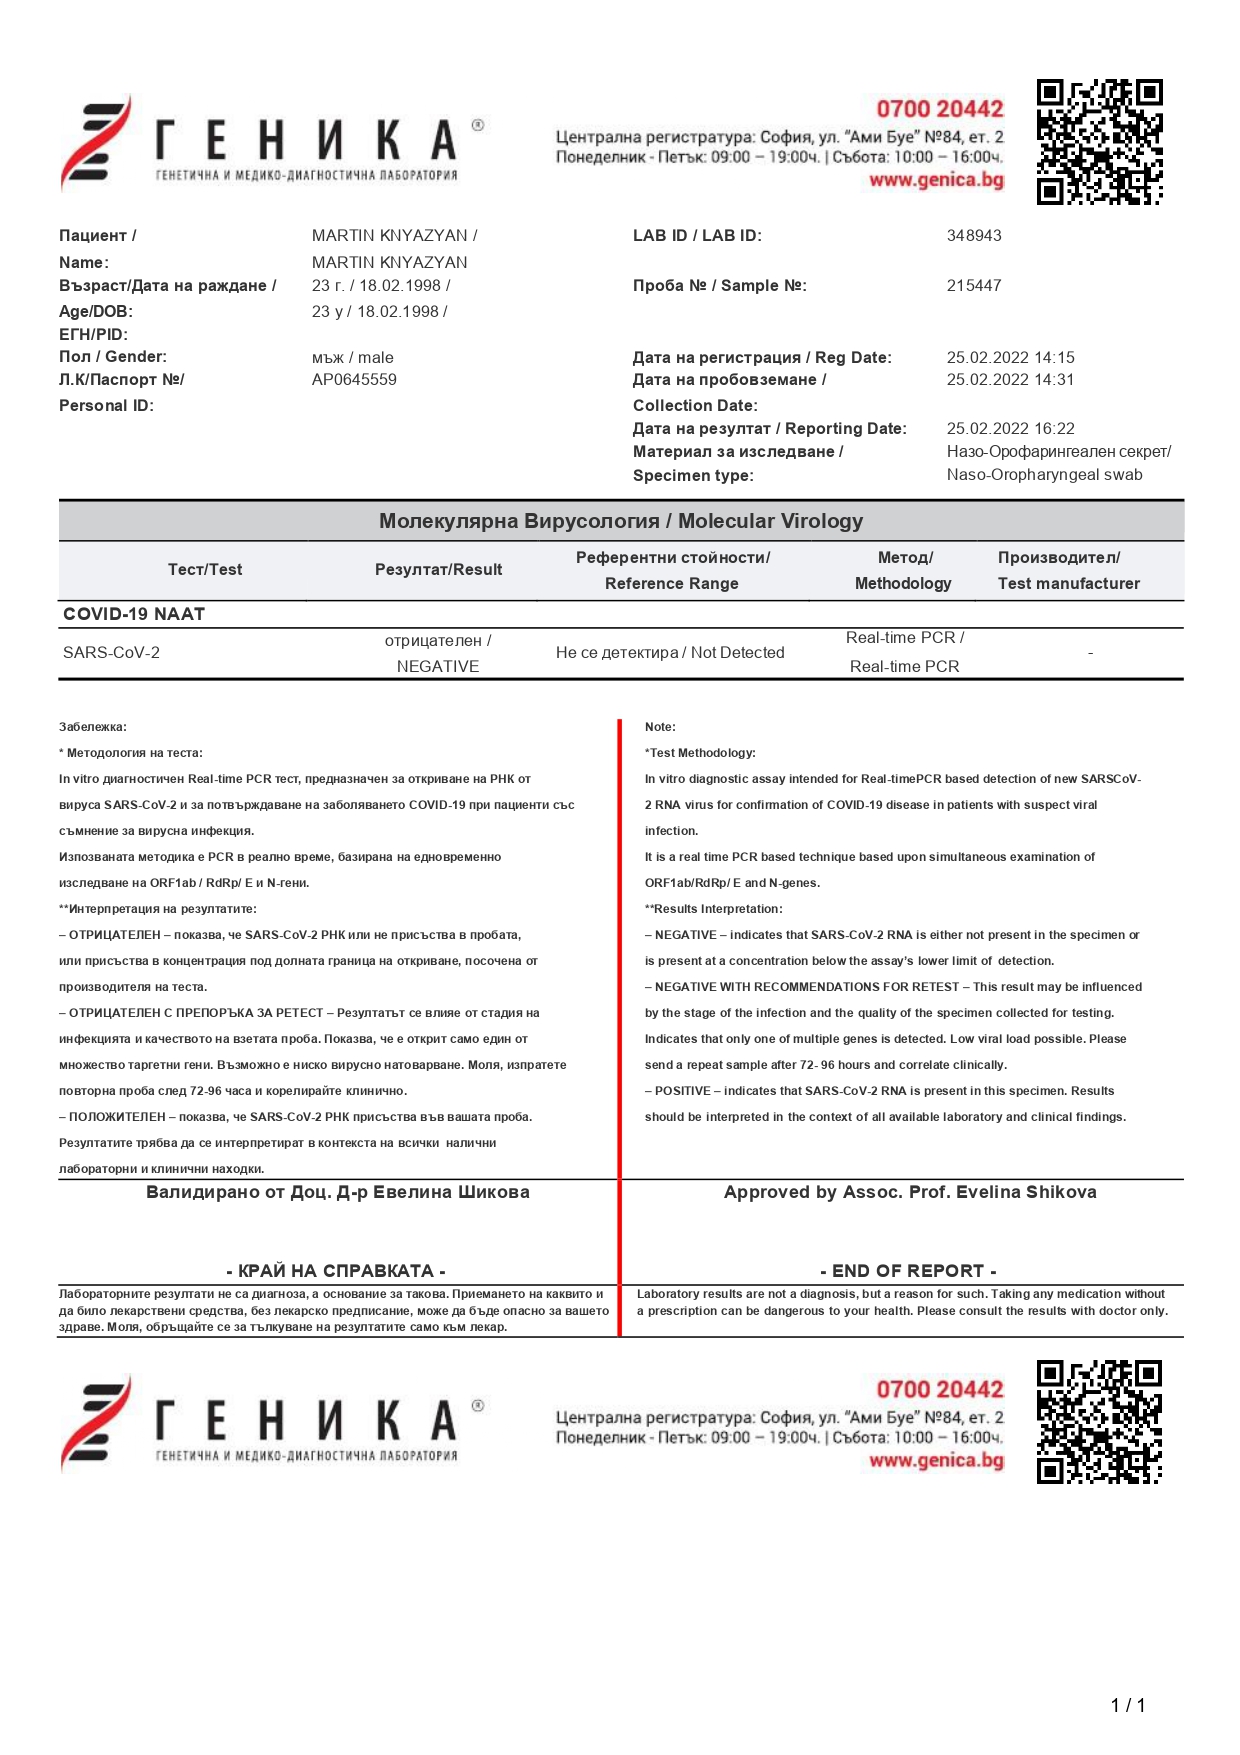 ГЕНИКА®
ГЕНЕТИЧНА И МЕДИКО-ДИАГНОСТИЧНА ЛАБОРАТОРИЯ
0700 20442
Централна регистратура: София, ул. “Ами Буе” №84, ет. 2
Понеделник - Петък: 09:00 – 19:00ч. | Събота: 10:00 – 16:00ч.
www.genica.bg
Пациент / MARTIN KNYAZYAN / LAB ID / LAB ID: 348943
Name: MARTIN KNYAZYAN
Възраст/Дата на раждане / 23 г. / 18.02.1998 / Проба № / Sample №: 215447
Age/DOB: 23 y / 18.02.1998 /
ЕГН/PID:
Пол / Gender: мъж / male Дата на регистрация / Reg Date: 25.02.2022 14:15
Л.К/Паспорт №/ AP0645559 Дата на пробовземане / 25.02.2022 14:31
Personal ID: Collection Date:
Дата на резултат / Reporting Date: 25.02.2022 16:22
Материал за изследване / Назо-Орофарингеален секрет/
Specimen type: Naso-Oropharyngeal swab
Молекулярна Вирусология / Molecular Virology
Тест/Test Резултат/Result Референтни стойности/ Reference Range Метод/ Methodology Производител/ Test manufacturer
COVID-19 NAAT
SARS-CoV-2 отрицателен / NEGATIVE Не се детектира / Not Detected Real-time PCR / Real-time PCR -
Забележка:
* Методология на теста:
In vitro диагностичен Real-time PCR тест, предназначен за откриване на РНК от
вируса SARS-CoV-2 и за потвърждаване на заболяването COVID-19 при пациенти със
съмнение за вирусна инфекция.
Изпозваната методика е PCR в реално време, базирана на едновременно
изследване на ORF1ab / RdRp/ E и N-гени.
**Интерпретация на резултатите:
– ОТРИЦАТЕЛЕН – показва, че SARS-CoV-2 РНК или не присъства в пробата,
или присъства в концентрация под долната граница на откриване, посочена от
производителя на теста.
– ОТРИЦАТЕЛЕН С ПРЕПОРЪКА ЗА РЕТЕСТ – Резултатът се влияе от стадия на
инфекцията и качеството на взетата проба. Показва, че е открит само един от
множество таргетни гени. Възможно е ниско вирусно натоварване. Моля, изпратете
повторна проба след 72-96 часа и корелирайте клинично.
– ПОЛОЖИТЕЛЕН – показва, че SARS-CoV-2 РНК присъства във вашата проба.
Резултатите трябва да се интерпретират в контекста на всички налични
лабораторни и клинични находки.
Note:
*Test Methodology:
In vitro diagnostic assay intended for Real-timePCR based detection of new SARSCoV-
2 RNA virus for confirmation of COVID-19 disease in patients with suspect viral
infection.
It is a real time PCR based technique based upon simultaneous examination of
ORF1ab/RdRp/ E and N-genes.
**Results Interpretation:
– NEGATIVE – indicates that SARS-CoV-2 RNA is either not present in the specimen or
is present at a concentration below the assay’s lower limit of detection.
– NEGATIVE WITH RECOMMENDATIONS FOR RETEST – This result may be influenced
by the stage of the infection and the quality of the specimen collected for testing.
Indicates that only one of multiple genes is detected. Low viral load possible. Please
send a repeat sample after 72- 96 hours and correlate clinically.
– POSITIVE – indicates that SARS-CoV-2 RNA is present in this specimen. Results
should be interpreted in the context of all available laboratory and clinical findings.
Валидирано от Доц. Д-р Евелина Шикова
Approved by Assoc. Prof. Evelina Shikova
- КРАЙ НА СПРАВКАТА -
- END OF REPORT -
Лабораторните резултати не са диагноза, а основание за такова. Приемането на каквито и
да било лекарствени средства, без лекарско предписание, може да бъде опасно за вашето
здраве. Моля, обръщайте се за тълкуване на резултатите само към лекар.
Laboratory results are not a diagnosis, but a reason for such. Taking any medication without
a prescription can be dangerous to your health. Please consult the results with doctor only.
ГЕНИКА®
ГЕНЕТИЧНА И МЕДИКО-ДИАГНОСТИЧНА ЛАБОРАТОРИЯ
0700 20442
Централна регистратура: София, ул. “Ами Буе” №84, ет. 2
Понеделник - Петък: 09:00 – 19:00ч. | Събота: 10:00 – 16:00ч.
www.genica.bg
1 / 1